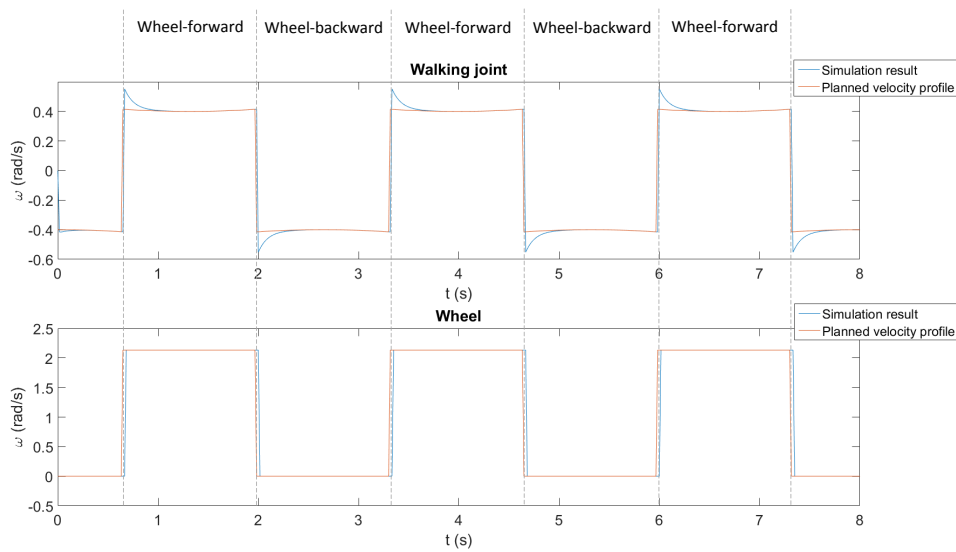 Wheel-forward Wheel-backward Wheel-forward Wheel-backward Wheel-forward
Walking joint
Simulation result
Planned velocity profile
0.4
0.2
0
-0.2
-0.4
-0.6
ω (rad/s)
0 1 2 3 4 5 6 7 8
t (s)
Wheel
Simulation result
Planned velocity profile
2.5
2
1.5
1
0.5
0
-0.5
ω (rad/s)
0 1 2 3 4 5 6 7 8
t (s)